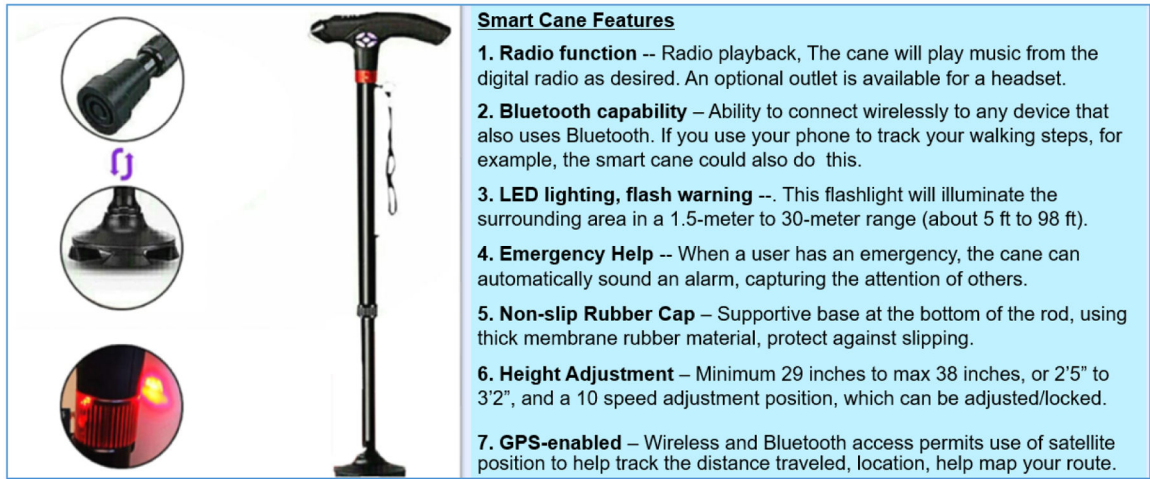 Smart Cane Features
1. Radio function -- Radio playback, The cane will play music from the
digital radio as desired. An optional outlet is available for a headset.
2. Bluetooth capability – Ability to connect wirelessly to any device that
also uses Bluetooth. If you use your phone to track your walking steps, for
example, the smart cane could also do  this.
3. LED lighting, flash warning --. This flashlight will illuminate the
surrounding area in a 1.5-meter to 30-meter range (about 5 ft to 98 ft).
4. Emergency Help -- When a user has an emergency, the cane can
automatically sound an alarm, capturing the attention of others.
5. Non-slip Rubber Cap – Supportive base at the bottom of the rod, using
thick membrane rubber material, protect against slipping.
6. Height Adjustment – Minimum 29 inches to max 38 inches, or 2’5” to
3’2”, and a 10 speed adjustment position, which can be adjusted/locked.
7. GPS-enabled – Wireless and Bluetooth access permits use of satellite
position to help track the distance traveled, location, help map your route.